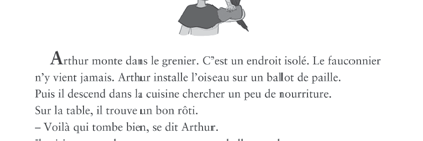 Arthur monte dans le grenier. C’est un endroit isolé. Le fauconnier
n’y vient jamais. Arthur installe l’oiseau sur un ballot de paille.
Puis il descend dans la cuisine chercher un peu de nourriture.
Sur la table, il trouve un bon rôti.
– Voilà qui tombe bien, se dit Arthur.